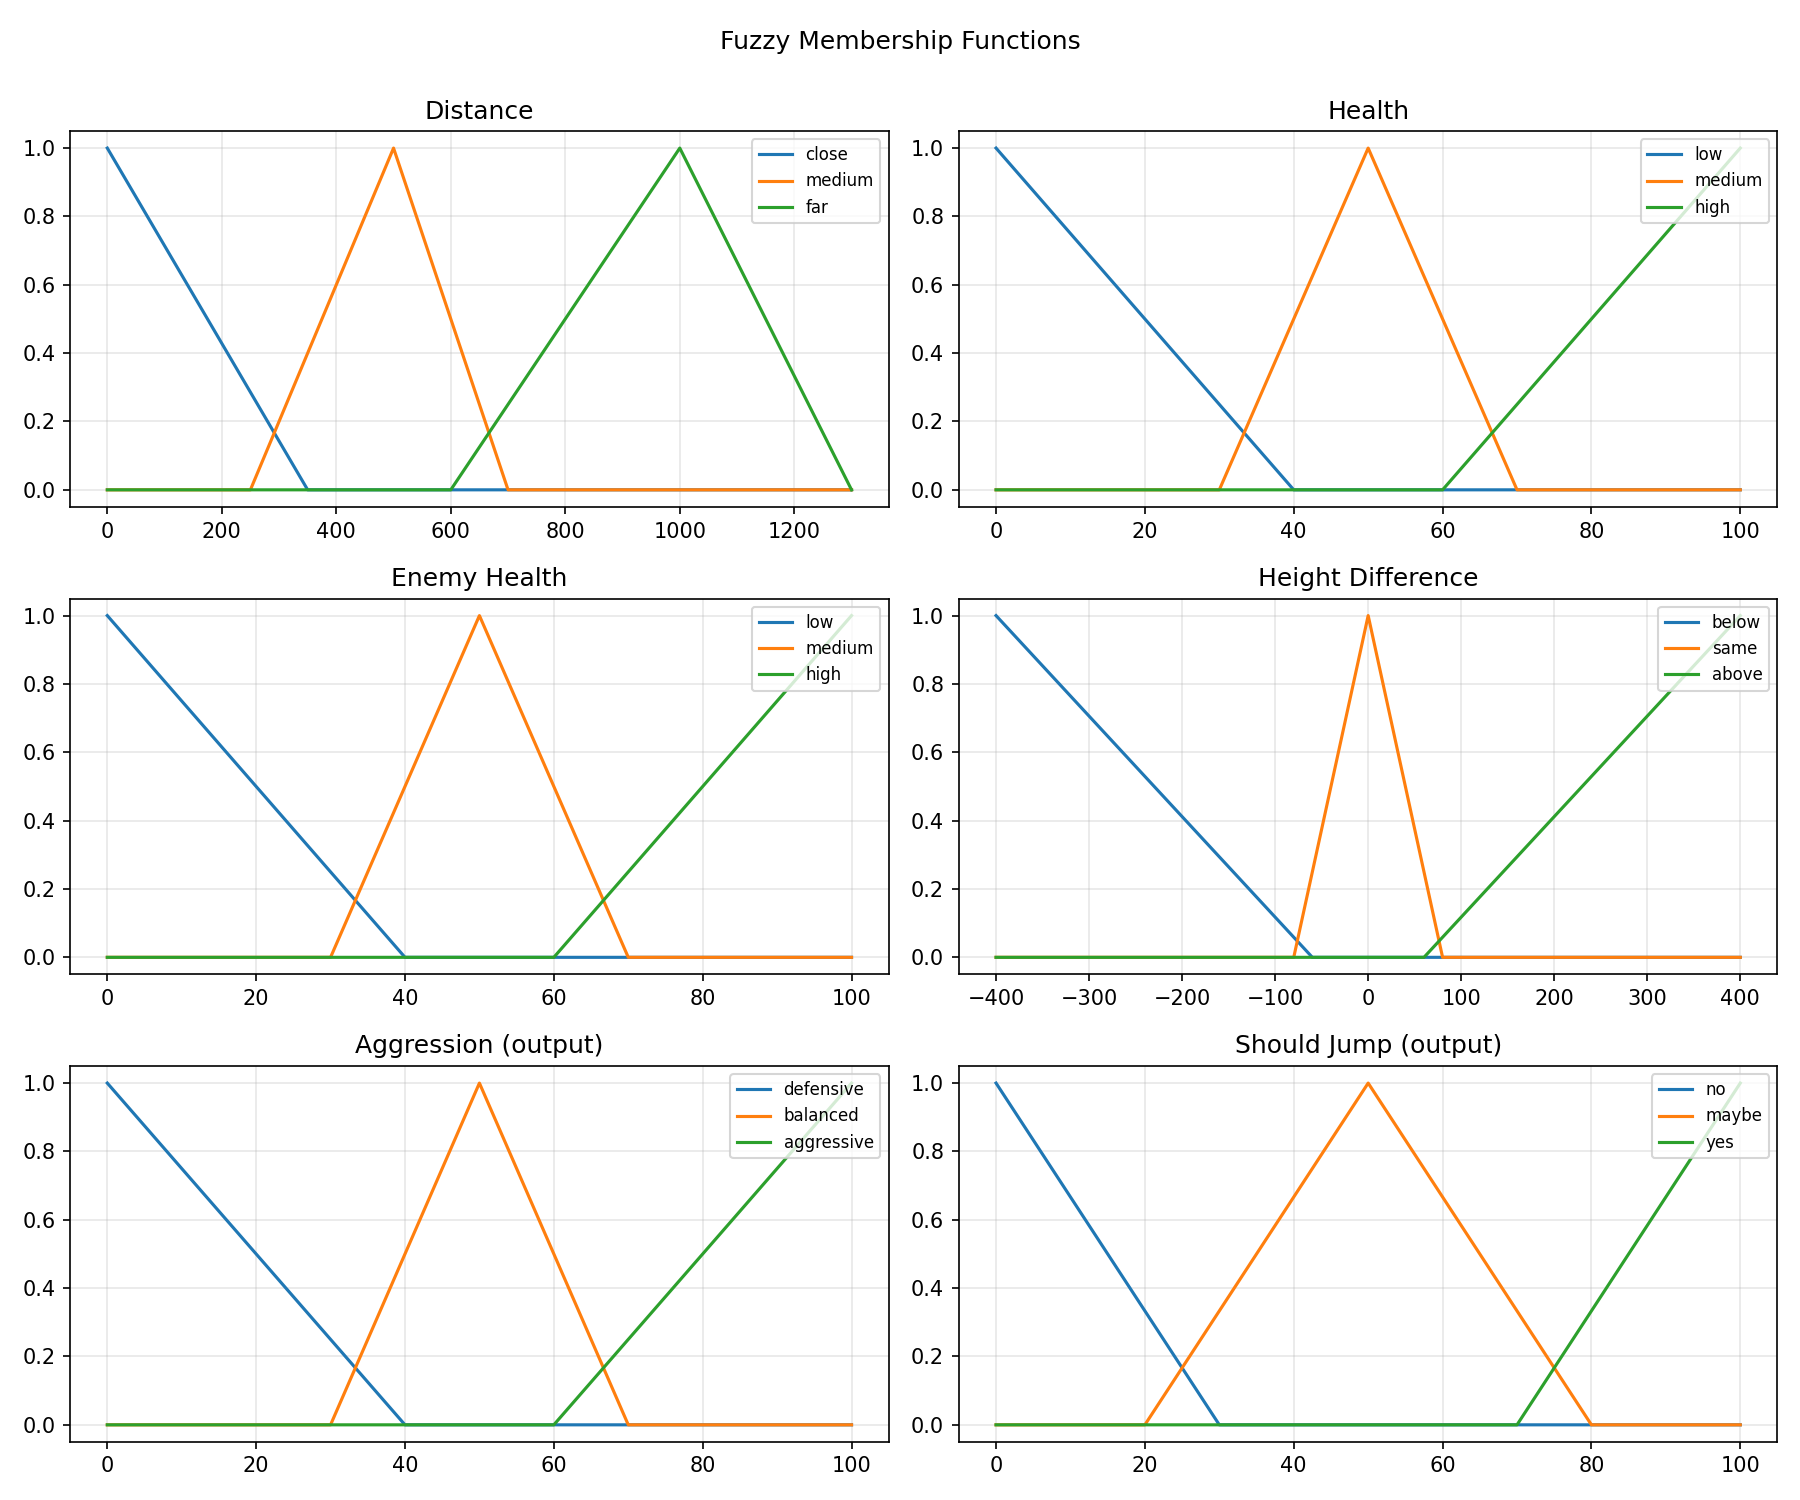 Fuzzy Membership Functions
Distance
1.0
0.8
0.6
0.4
0.2
0.0
0 200 400 600 800 1000 1200
close
medium
far
Health
1.0
0.8
0.6
0.4
0.2
0.0
0 20 40 60 80 100
low
medium
high
Enemy Health
1.0
0.8
0.6
0.4
0.2
0.0
0 20 40 60 80 100
low
medium
high
Height Difference
1.0
0.8
0.6
0.4
0.2
0.0
−400 −300 −200 −100 0 100 200 300 400
below
same
above
Aggression (output)
1.0
0.8
0.6
0.4
0.2
0.0
0 20 40 60 80 100
defensive
balanced
aggressive
Should Jump (output)
1.0
0.8
0.6
0.4
0.2
0.0
0 20 40 60 80 100
no
maybe
yes